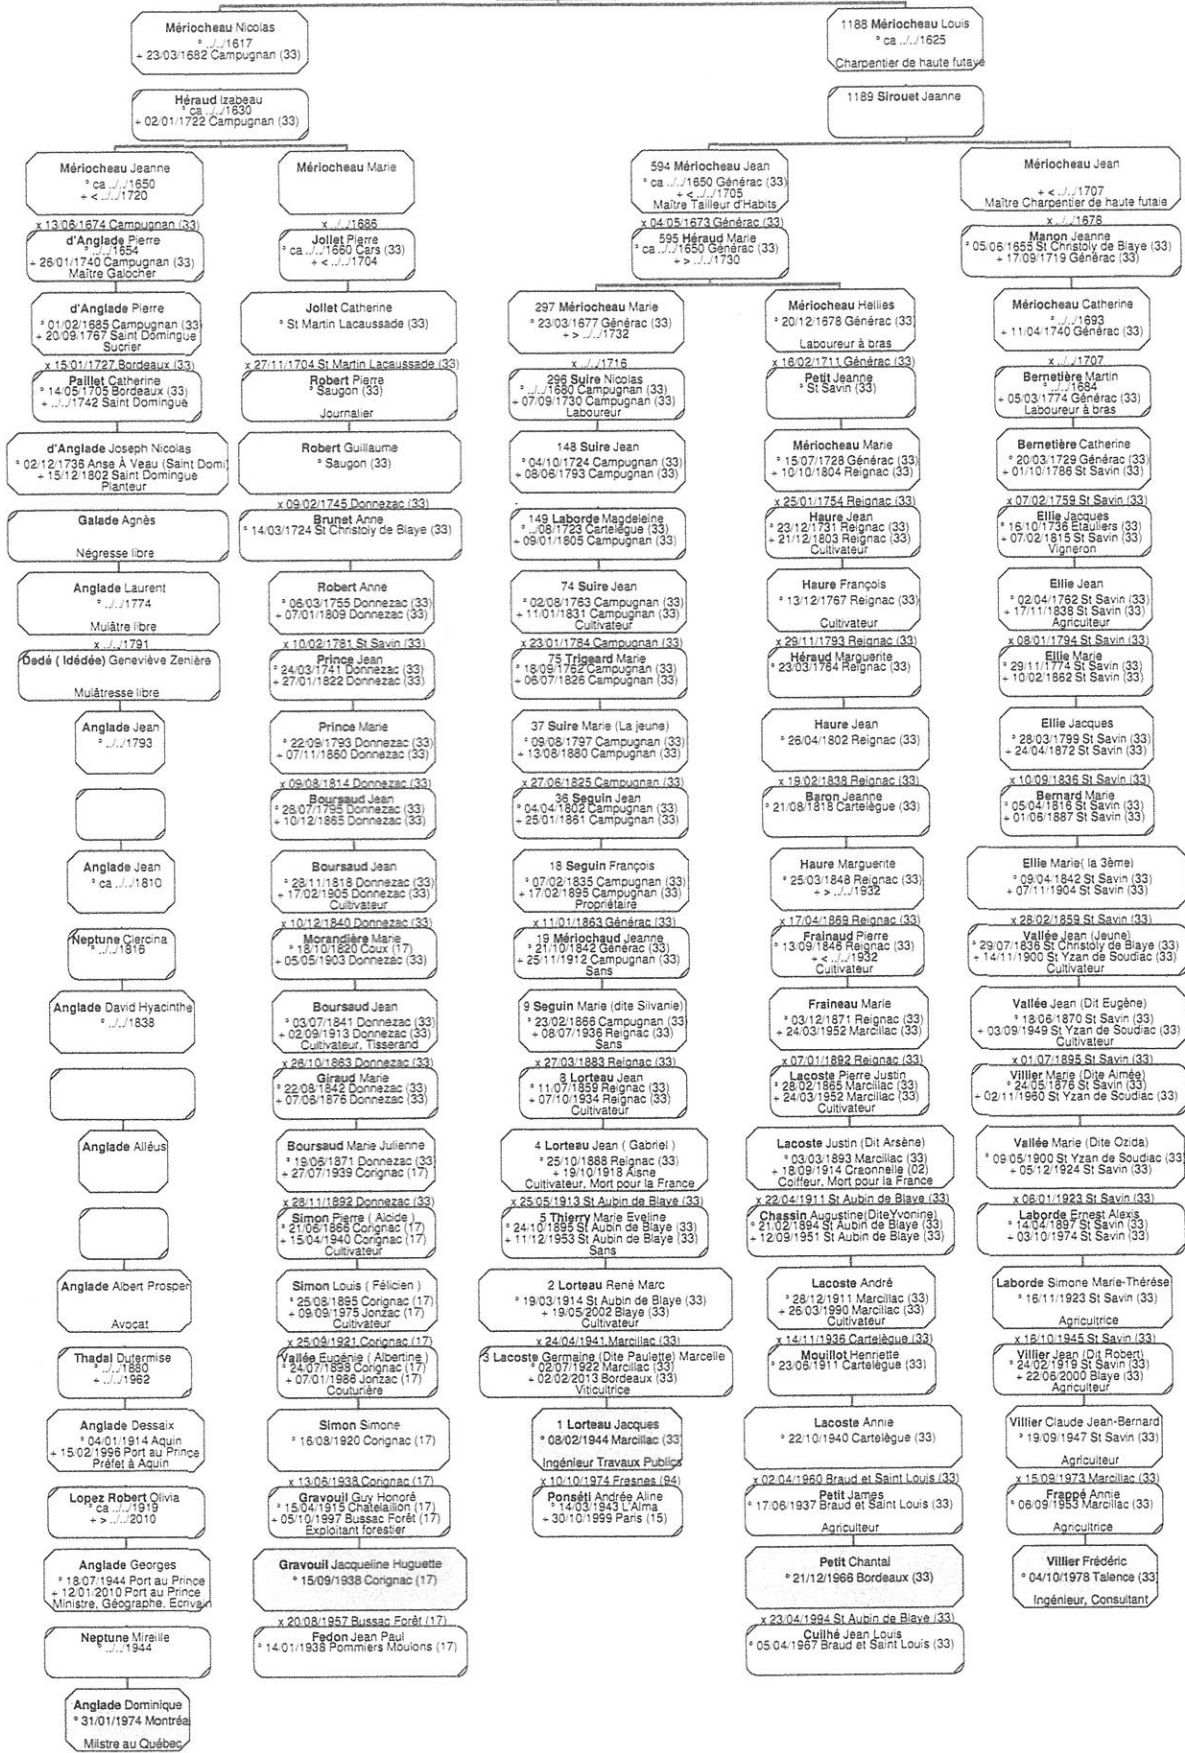 Mériocheau Nicolas
° ../../1617
+ 23/03/1682 Campugnan (33)
1188 Mériocheau Louis
° ca ../../1625
Charpentier de haute futaye
Héraud Izabeau
° ca ../../1630
+ 02/01/1722 Campugnan (33)
1189 Sirouet Jeanne
Mériocheau Jeanne
° ca ../../1650
+ < ../../1720
x 13/06/1674 Campugnan (33)
d'Anglade Pierre
° ../../1654
+ 26/01/1740 Campugnan (33)
Maître Galocher
d'Anglade Pierre
° 01/02/1685 Campugnan (33)
+ 20/09/1767 Saint Domingue
Sucrier
x 15/01/1727 Bordeaux (33)
Paillet Catherine
° 14/05/1705 Bordeaux (33)
+ ../../1742 Saint Domingue
d'Anglade Joseph Nicolas
° 02/12/1736 Anse À Veau (Saint Domi
+ 15/12/1802 Saint Domingue
Planteur
Galade Agnès
Négresse libre
Anglade Laurent
° ../../1774
Mulâtre libre
x ../../1791
Dedé ( Idédée) Geneviève Zenière
Mulâtresse libre
Anglade Jean
° ../../1793
Anglade Jean
° ca ../../1810
Neptune Clercina
° ../../1816
Anglade David Hyacinthe
° ../../1838
Anglade Alléus
Anglade Albert Prosper
Avocat
Thadal Dutermise
° ../../1880
+ ../../1962
Anglade Dessaix
° 04/01/1914 Aquin
+ 15/02/1996 Port au Prince
Préfet à Aquin
Lopez Robert Olivia
° ca ../../1919
+ > ../../2010
Anglade Georges
° 18/07/1944 Port au Prince
+ 12/01/2010 Port au Prince
Ministre, Géographe, Ecrivain
Neptune Mireille
° ../../1944
Anglade Dominique
° 31/01/1974 Montréa
Milstre au Québec
Mériocheau Marie
x ../../1686
Jollet Pierre
° ca ../../1660 Cars (33)
+ < ../../1704
Jollet Catherine
° St Martin Lacaussade (33)
x 27/11/1704 St Martin Lacaussade (33)
Robert Pierre
° Saugon (33)
Journalier
Robert Guillaume
° Saugon (33)
x 09/02/1745 Donnezac (33)
Brunet Anne
° 14/03/1724 St Christoly de Blaye (33)
Robert Anne
° 06/03/1755 Donnezac (33)
+ 07/01/1809 Donnezac (33)
x 10/02/1781 St Savin (33)
Prince Jean
° 24/03/1741 Donnezac (33)
+ 27/01/1822 Donnezac (33)
Prince Marie
° 22/09/1793 Donnezac (33)
+ 07/11/1860 Donnezac (33)
x 09/08/1814 Donnezac (33)
Boursaud Jean
° 28/07/1795 Donnezac (33)
+ 10/12/1865 Donnezac (33)
Boursaud Jean
° 28/11/1818 Donnezac (33)
+ 17/02/1905 Donnezac (33)
Cultivateur
x 10/12/1840 Donnezac (33)
Morandière Marie
° 18/10/1820 Coux (17)
+ 05/05/1903 Donnezac (33)
Boursaud Jean
° 03/07/1841 Donnezac (33)
+ 02/09/1913 Donnezac (33)
Cultivateur, Tisserand
x 26/10/1863 Donnezac (33)
Giraud Marie
° 22/08/1842 Donnezac (33)
+ 07/06/1876 Donnezac (33)
Boursaud Marie Julienne
° 19/06/1871 Donnezac (33
+ 27/07/1939 Corignac (17)
x 28/11/1892 Donnezac (33)
Simon Pierre ( Alcide )
° 21/06/1866 Corignac (17)
+ 15/04/1940 Corignac (17)
Cultivateur
Simon Louis ( Félicien )
° 25/08/1895 Corignac (17)
+ 09/09/1975 Jonzac (17)
Cultivateur
x 25/09/1921 Corignac (17)
Vallée Eugénie ( Albertine )
° 24/07/1898 Corignac (17)
+ 07/01/1986 Jonzac (17)
Couturière
Simon Simone
° 16/08/1920 Corignac (17)
x 13/06/1938 Corignac (17)
Gravouil Guy Honoré
° 15/04/1915 Chatelaillon (17)
+ 05/10/1997 Bussac Forêt (17)
Exploitant forestier
Gravouil Jacqueline Huguette
° 15/09/1938 Corignac (17)
x 20/08/1957 Bussac Forêt (17)
Fedon Jean Paul
° 14/01/1938 Pommiers Moulons (17)
594 Mériocheau Jean
° ca ../../1650 Générac (33)
+ < ../../1705
Maître Tailleur d'Habits
x 04/05/1673 Générac (33)
595 Héraud Marie
° ca ../../1650 Générac (33)
+ > ../../1730
297 Mériocheau Marie
° 23/03/1677 Générac (33)
+ > ../../1732
x ../../1716
296 Suire Nicolas
° ../../1680 Campugnan (33)
+ 07/09/1730 Campugnan (33)
Laboureur
148 Suire Jean
° 04/10/1724 Campugnan (33)
+ 08/06/1793 Campugnan (33)
149 Laborde Magdeleine
° ../08/1723 Cartelègue (33)
+ 09/01/1805 Campugnan (33)
74 Suire Jean
° 02/08/1763 Campugnan (33)
+ 11/01/1831 Campugnan (33)
Cultivateur
x 23/01/1784 Campugnan (33)
75 Trigeard Marie
° 18/09/1762 Campugnan (33)
+ 06/07/1826 Campugnan (33)
37 Suire Marie (La jeune)
° 09/08/1797 Campugnan (33)
+ 13/08/1880 Campugnan (33)
x 27/06/1825 Campugnan (33)
36 Seguin Jean
° 04/04/1802 Campugnan (33)
+ 25/01/1861 Campugnan (33)
18 Seguin François
° 07/02/1835 Campugnan (33)
+ 17/02/1895 Campugnan (33)
Propriétaire
x 11/01/1863 Générac (33)
19 Mériochaud Jeanne
° 21/10/1842 Générac (33)
+ 25/11/1912 Campugnan (33)
Sans
9 Seguin Marie (dite Silvanie)
° 23/02/1866 Campugnan (33
+ 08/07/1936 Reignac (33)
Sans
x 27/03/1883 Reignac (33)
8 Lorteau Jean
° 11/07/1859 Reignac (33)
+ 07/10/1934 Reignac (33)
Cultivateur
4 Lorteau Jean ( Gabriel )
° 25/10/1888 Reignac (33)
+ 19/10/1918 Aisne
Cultivateur, Mort pour la France
x 25/05/1913 St Aubin de Blaye (33)
5 Thierry Marie Eveline
° 24/10/1895 St Aubin de Blaye (33)
+ 11/12/1953 St Aubin de Blaye (33)
Sans
2 Lorteau René Marc
° 19/03/1914 St Aubin de Blaye (33)
+ 19/05/2002 Blaye (33)
Cultivateur
x 24/04/1941 Marcillac (33)
3 Lacoste Germaine (Dite Paulette) Marcelle
° 02/07/1922 Marcillac (33)
+ 02/02/2013 Bordeaux (33)
Viticultrice
1 Lorteau Jacques
° 08/02/1944 Marcillac (33
Ingénieur Travaux Publics
x 10/10/1974 Fresnes (94)
Ponséti Andrée Aline
° 14/03/1943 L'Alma
+ 30/10/1999 Paris (15)
Mériocheau Hellies
° 20/12/1678 Générac (33)
Laboureur à bras
x 16/02/1711 Générac (33)
Petit Jeanne
° St Savin (33)
Mériocheau Marie
° 15/07/1728 Générac (33)
+ 10/10/1804 Reignac (33)
x 25/01/1754 Reignac (33)
Haure Jean
° 23/12/1731 Reignac (33)
+ 21/12/1803 Reignac (33)
Cultivateur
Haure François
° 13/12/1767 Reignac (33)
Cultivateur
x 29/11/1793 Reignac (33)
Héraud Marguerite
° 23/03/1764 Reignac (33)
Haure Jean
° 26/04/1802 Reignac (33)
x 19/02/1838 Reignac (33)
Baron Jeanne
° 21/08/1818 Cartelègue (33)
Haure Marguerite
° 25/03/1848 Reignac (33)
+ > ../../1932
x 17/04/1869 Reignac (33)
Frainaud Pierre
° 13/09/1846 Reignac (33)
+ < ../../1932
Cultivateur
Fraineau Marie
° 03/12/1871 Reignac (33)
+ 24/03/1952 Marcillac (33)
x 07/01/1892 Reignac (33)
Lacoste Pierre Justin
° 28/02/1865 Marcillac (33)
+ 24/03/1952 Marcillac (33)
Cultivateur
Lacoste Justin (Dit Arsène)
° 03/03/1893 Marcillac (33)
+ 18/09/1914 Craonnelle (02)
Coiffeur, Mort pour la France
x 22/04/1911 St Aubin de Blaye (33)
Chassin Augustine(DiteYvonine)
° 21/02/1894 St Aubin de Blaye (33)
+ 12/09/1951 St Aubin de Blaye (33)
Lacoste André
° 28/12/1911 Marcillac (33)
+ 26/03/1990 Marcillac (33)
Cultivateur
x 14/11/1936 Cartelègue (33)
Mouillot Henriette
° 23/06/1911 Cartelègue (33)
Lacoste Annie
° 22/10/1940 Cartelègue (33)
x 02/04/1960 Braud et Saint Louis (33)
Petit James
° 17/06/1937 Braud et Saint Louis (33)
Agriculteur
Petit Chantal
° 21/12/1966 Bordeaux (33)
x 23/04/1994 St Aubin de Blaye (33)
Cuilhé Jean Louis
° 05/04/1967 Braud et Saint Louis (33)
Mériocheau Jean
+ < ../../1707
Maître Charpentier de haute futaie
x ../../1678
Manon Jeanne
° 05/06/1655 St Christoly de Blaye (33)
+ 17/09/1719 Générac (33)
Mériocheau Catherine
° ../../1693
+ 11/04/1740 Générac (33)
x ../../1707
Bernetière Martin
° ../../1684
+ 05/03/1774 Générac (33)
Laboureur à bras
Bernetière Catherine
° 20/03/1729 Générac (33)
+ 01/10/1786 St Savin (33)
x 07/02/1759 St Savin (33)
Ellie Jacques
° 16/10/1736 Etauliers (33)
+ 07/02/1815 St Savin (33)
Vigneron
Ellie Jean
° 02/04/1762 St Savin (33)
+ 17/11/1838 St Savin (33)
Agriculteur
x 08/01/1794 St Savin (33)
Ellie Marie
° 29/11/1774 St Savin (33)
+ 10/02/1862 St Savin (33)
Ellie Jacques
° 28/03/1799 St Savin (33)
+ 24/04/1872 St Savin (33)
x 10/09/1836 St Savin (33)
Bernard Marie
° 05/04/1816 St Savin (33)
+ 01/06/1887 St Savin (33)
Ellie Marie( la 3ème)
° 09/04/1842 St Savin (33)
+ 07/11/1904 St Savin (33)
x 28/02/1859 St Savin (33)
Vallée Jean (Jeune)
° 29/07/1836 St Christoly de Blaye (33)
+ 14/11/1900 St Yzan de Soudiac (33)
Cultivateur
Vallée Jean (Dit Eugène)
° 18/06/1870 St Savin (33)
+ 03/09/1949 St Yzan de Soudiac (33)
Cultivateur
x 01/07/1895 St Savin (33)
Villier Marie (Dite Aimée)
° 24/05/1876 St Savin (33)
+ 02/11/1960 St Yzan de Soudiac (33)
Vallée Marie (Dite Ozida)
° 09/05/1900 St Yzan de Soudiac (33)
+ 05/12/1924 St Savin (33)
x 06/01/1923 St Savin (33)
Laborde Ernest Alexis
° 14/04/1897 St Savin (33)
+ 03/10/1974 St Savin (33)
Laborde Simone Marie-Thérése
° 16/11/1923 St Savin (33)
Agricultrice
x 16/10/1945 St Savin (33)
Villier Jean (Dit Robert)
° 24/02/1919 St Savin (33)
+ 22/06/2000 Blaye (33)
Agriculteur
Villier Claude Jean-Bernard
° 19/09/1947 St Savin (33)
Agriculteur
x 15/09/1973 Marcillac (33)
Frappé Annie
° 06/09/1953 Marcillac (33)
Agricultrice
Villier Frédéric
° 04/10/1978 Talence (33
Ingénieur, Consultant